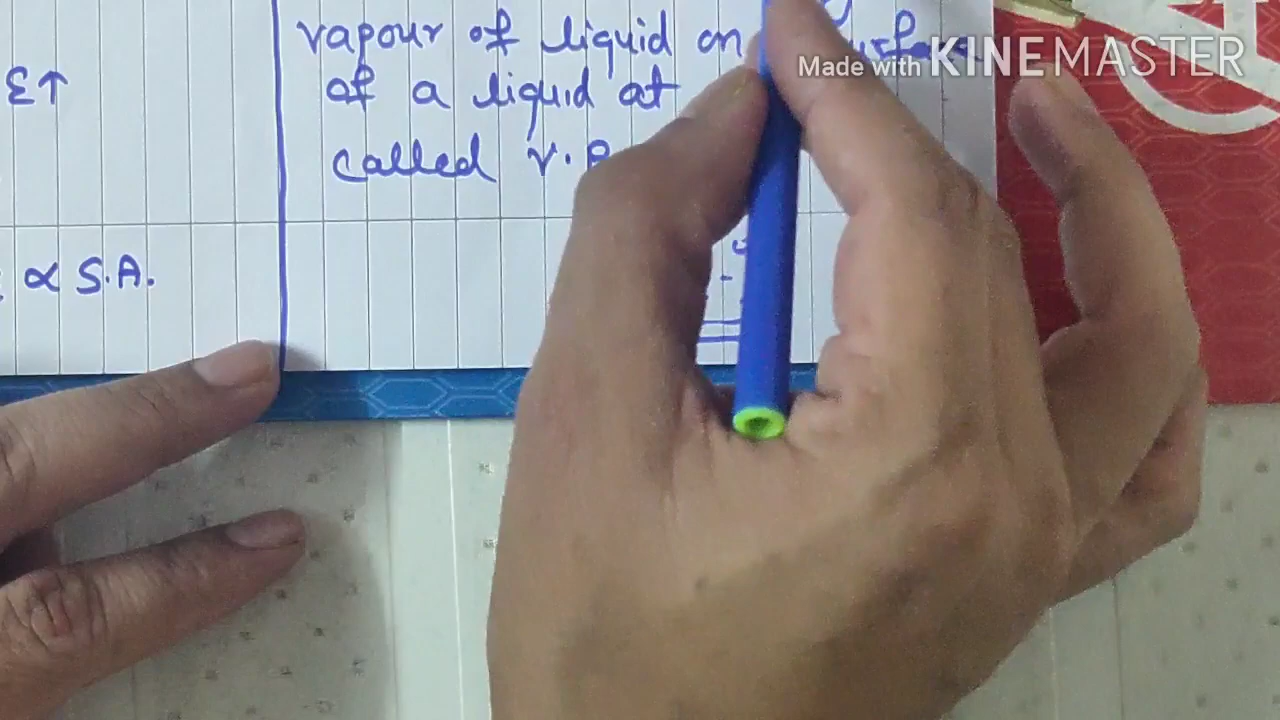 vapour of liquid on
of a liquid at
called V.P
E↑
∝ S.A.
Made with KINEMASTER